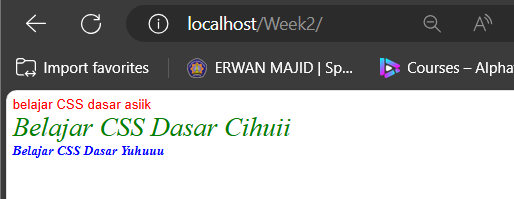 localhost/Week2/
Import favorites
ERWAN MAJID | Sp...
Courses – Alpha
belajar CSS dasar asiik
Belajar CSS Dasar Cihuii
Belajar CSS Dasar Yuhuuu